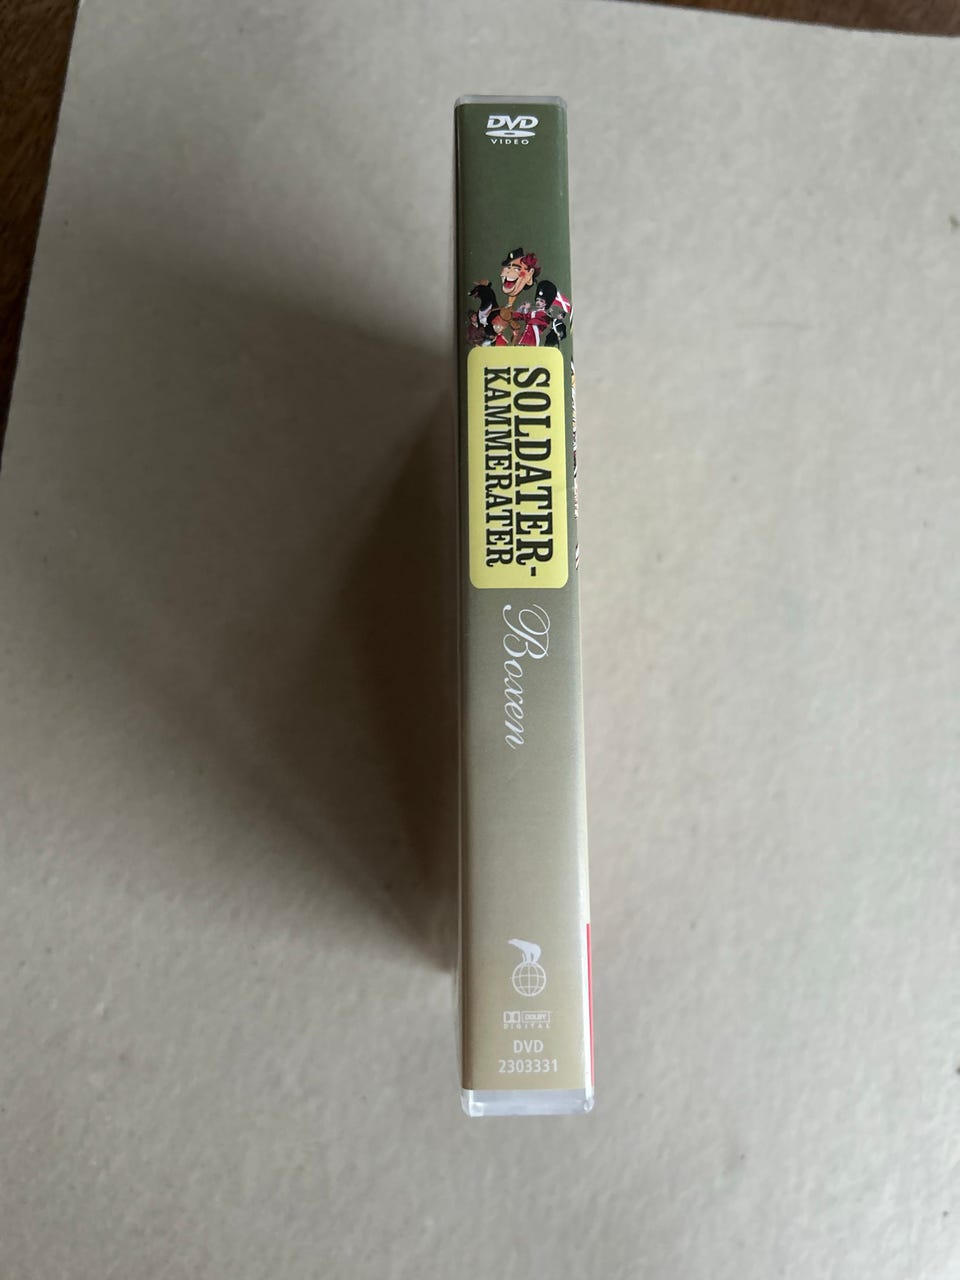 DVD
VIDEO
SOLDATER-
KAMMERATER
Boxen
DOLBY
DIGITAL
DVD
2303331